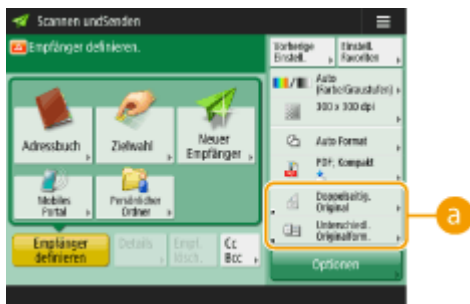 Scannen undSenden
Empfänger definieren.
Vorherige
Einstell.
Einstell.
Favoriten
Auto
(Farbe/Graustufen)
300 x 300 dpi
Auto Format
PDF; Kompakt
Doppelseitig.
Original
Unterschiedl.
Originalform.
Optionen
Adressbuch
Zielwahl
Neuer
Empfänger
Mobiles
Portal
Persönlicher
Ordner
Empfänger
definieren
Details
Empf.
lösch.
Cc
Bcc
a